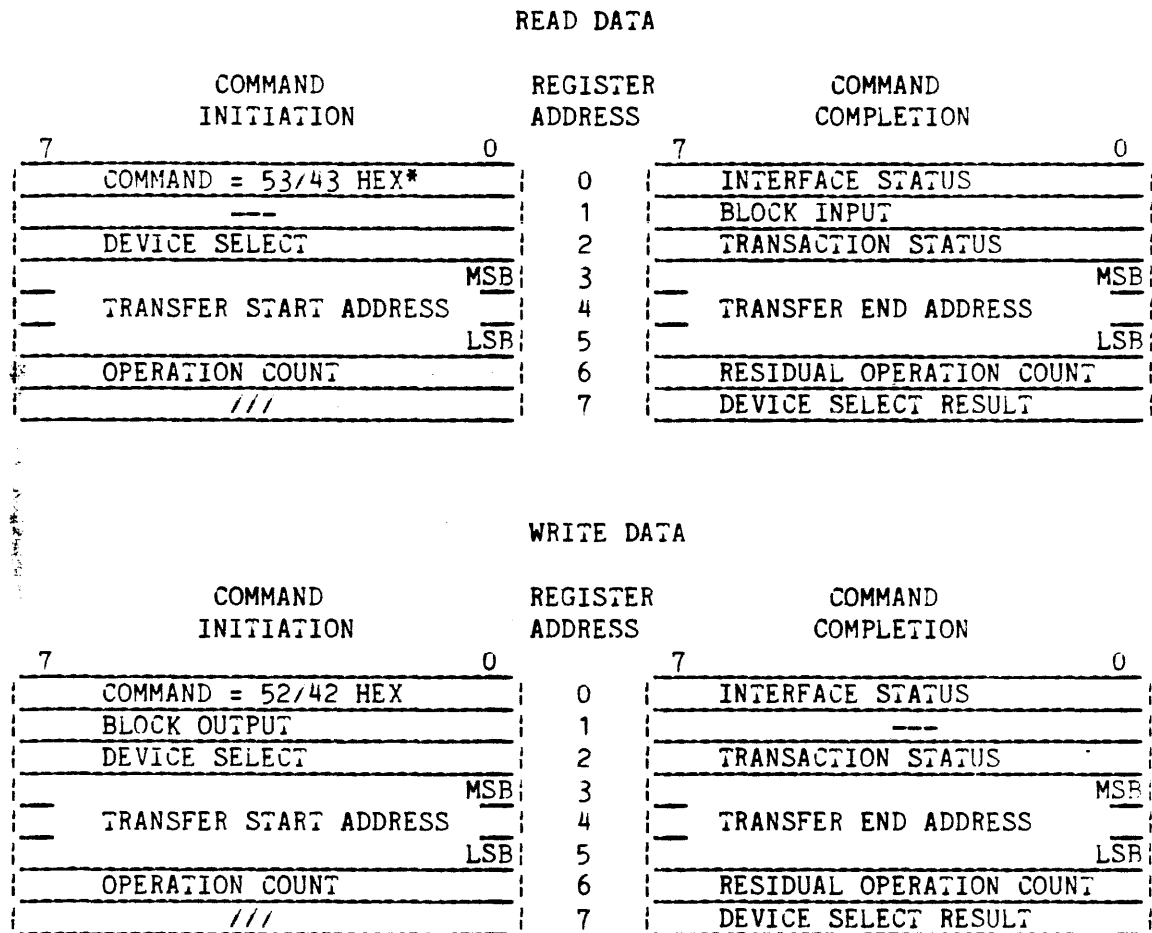 READ DATA
COMMAND REGISTER COMMAND
INITIATION ADDRESS COMPLETION
7 0 7 0
COMMAND = 53/43 HEX* 0 INTERFACE STATUS
--- 1 BLOCK INPUT
DEVICE SELECT 2 TRANSACTION STATUS
MSB 3 MSB
TRANSFER START ADDRESS 4 TRANSFER END ADDRESS
LSB 5 LSB
OPERATION COUNT 6 RESIDUAL OPERATION COUNT
/// 7 DEVICE SELECT RESULT
WRITE DATA
COMMAND REGISTER COMMAND
INITIATION ADDRESS COMPLETION
7 0 7 0
COMMAND = 52/42 HEX 0 INTERFACE STATUS
BLOCK OUTPUT 1 ---
DEVICE SELECT 2 TRANSACTION STATUS
MSB 3 MSB
TRANSFER START ADDRESS 4 TRANSFER END ADDRESS
LSB 5 LSB
OPERATION COUNT 6 RESIDUAL OPERATION COUNT
/// 7 DEVICE SELECT RESULT